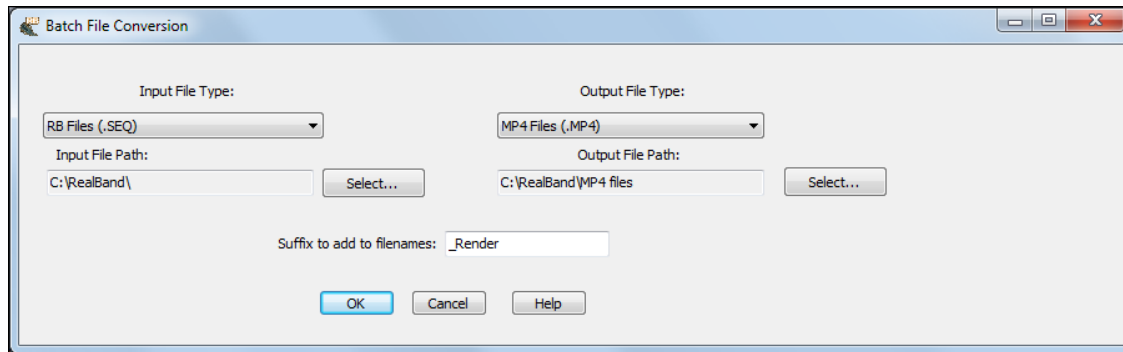 Batch File Conversion
Input File Type:
Output File Type:
RB Files (.SEQ)
MP4 Files (.MP4)
Input File Path:
Output File Path:
C:\RealBand\
Select...
C:\RealBand\MP4 files
Select...
Suffix to add to filenames: _Render
OK
Cancel
Help